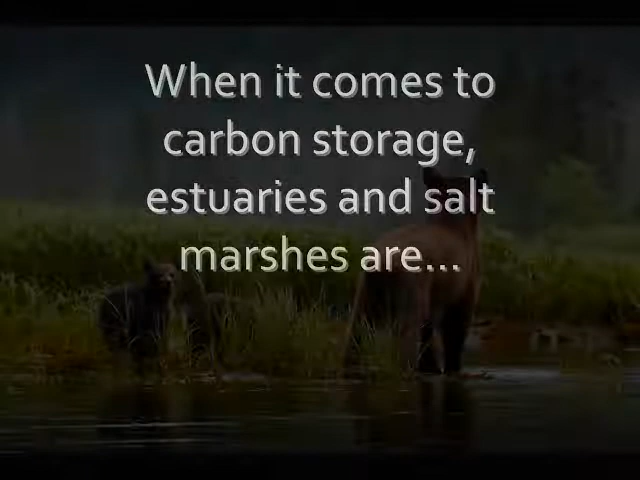 When it comes to
carbon storage,
estuaries and salt
marshes are...